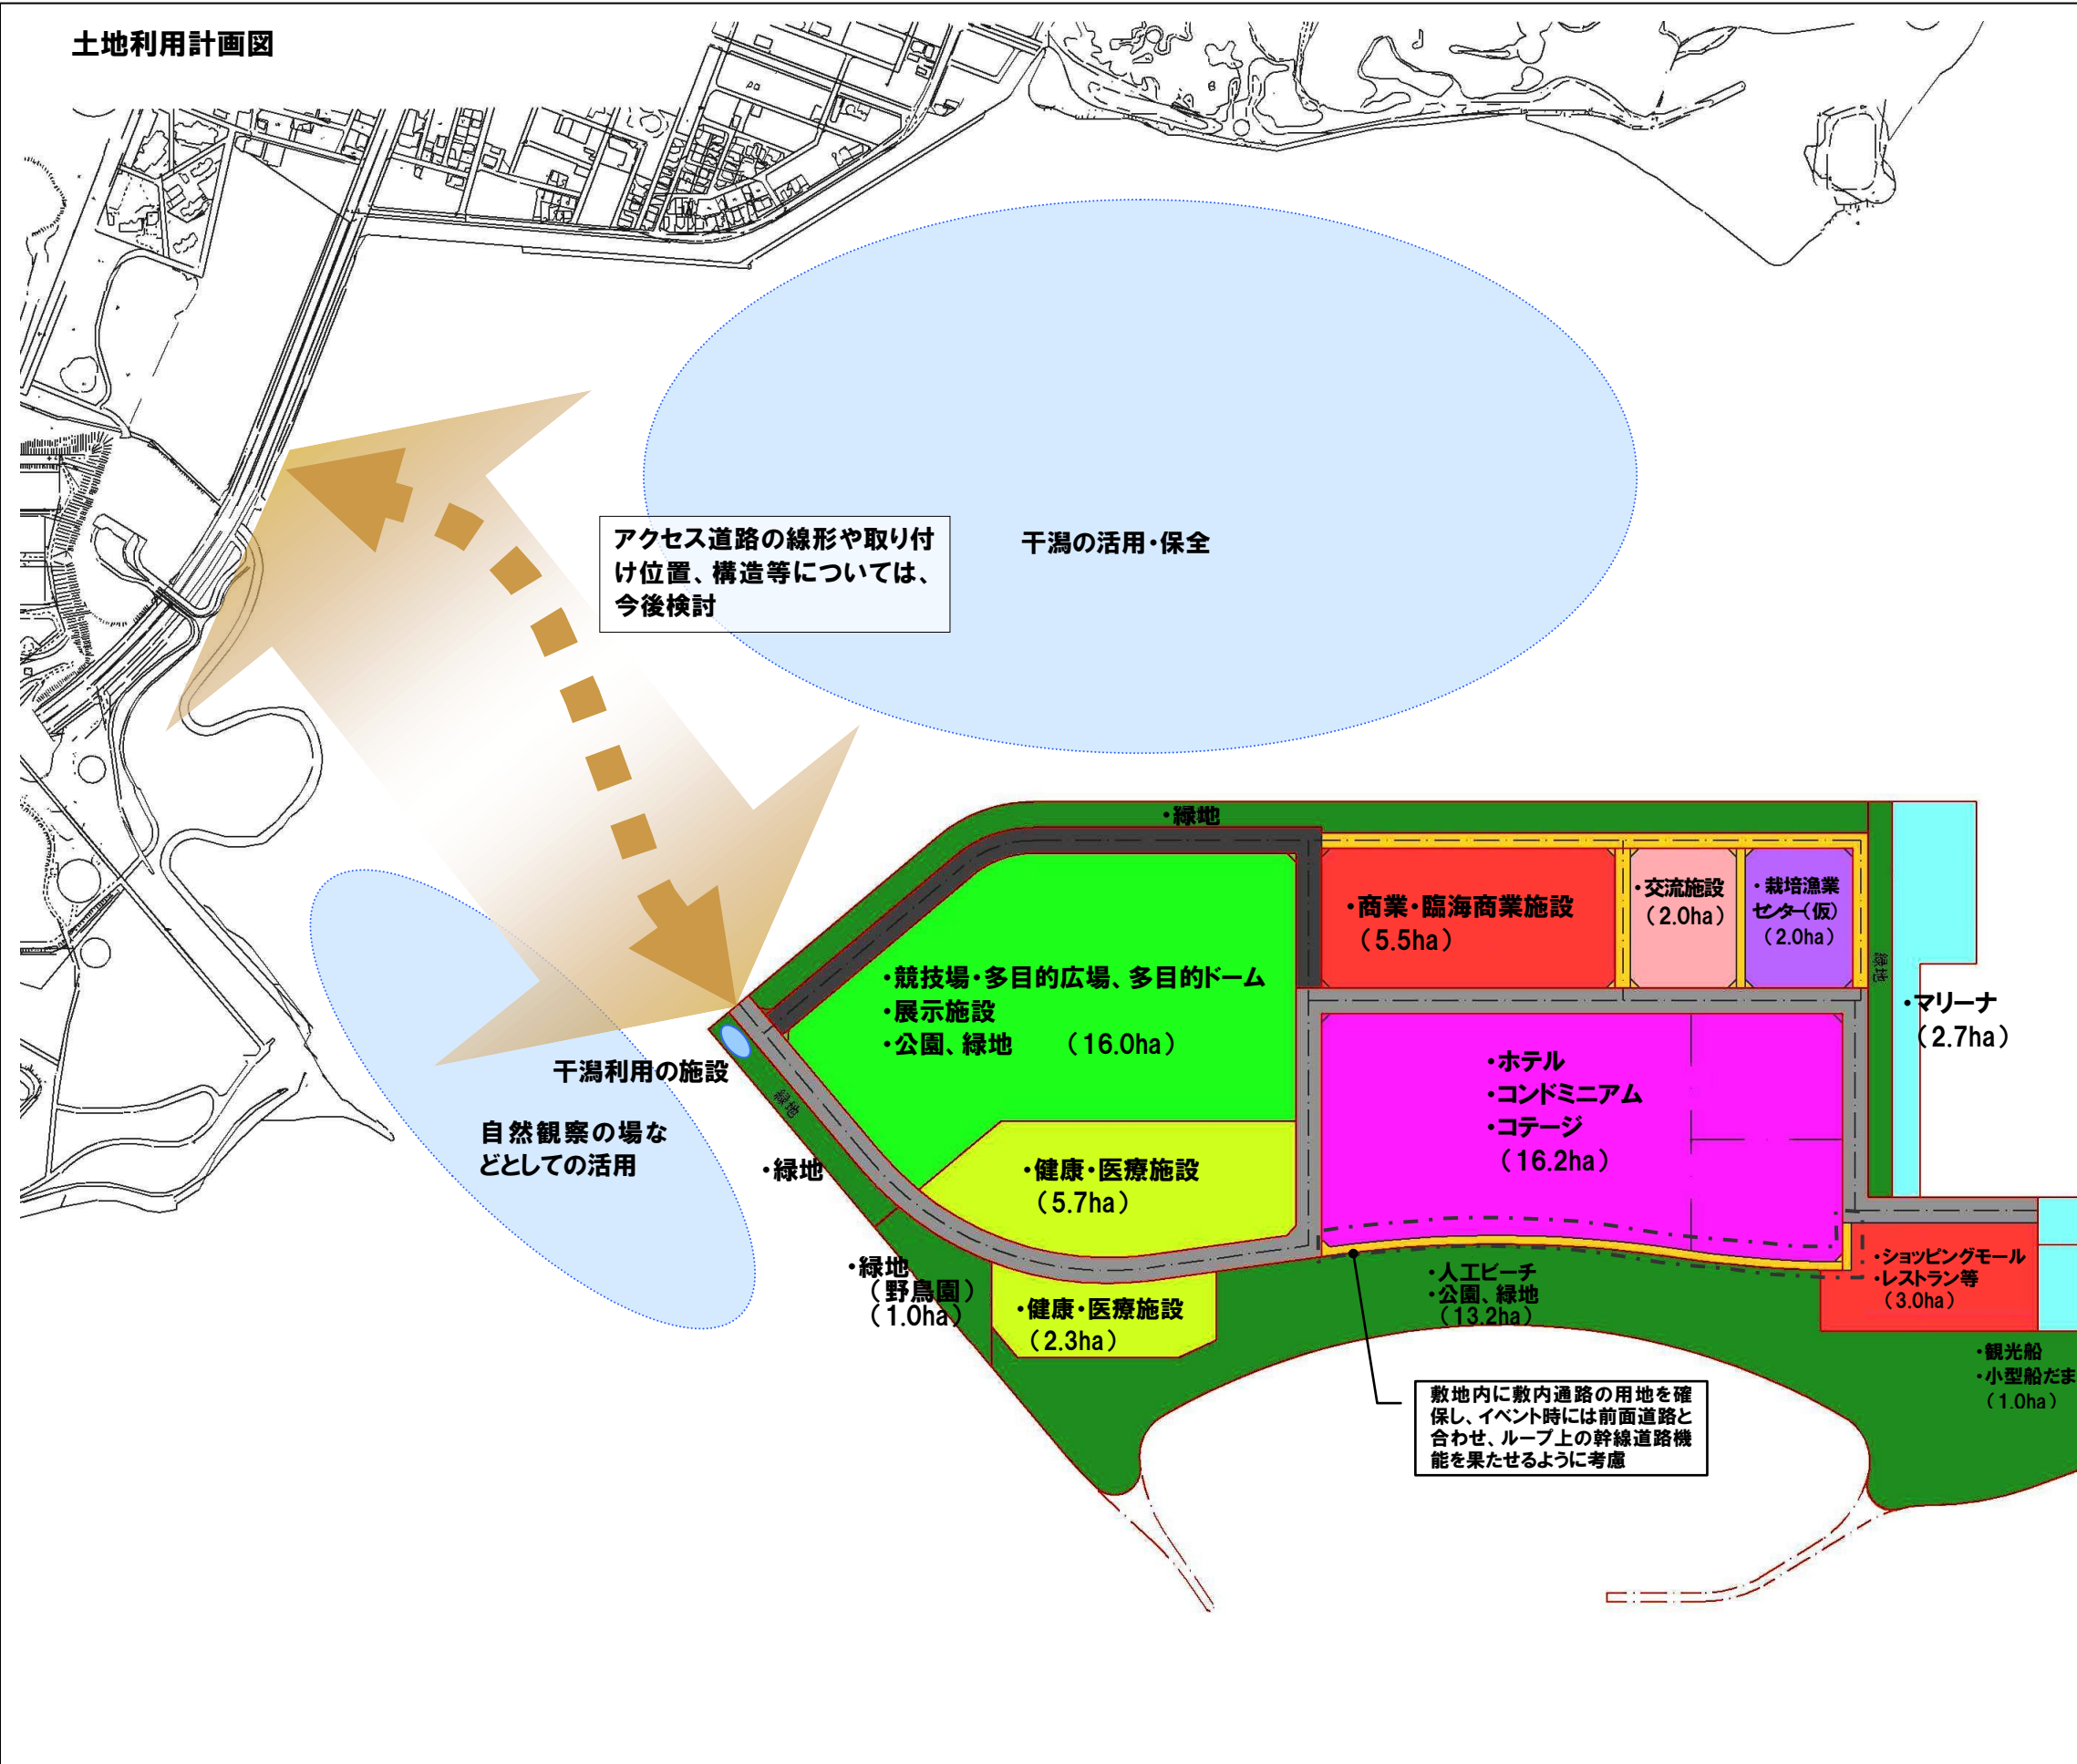 土地利用計画図
アクセス道路の線形や取り付
け位置、構造等については、
今後検討
干潟の活用・保全
・緑地
・商業・臨海商業施設
（5.5ha）
・交流施設
（2.0ha）
・栽培漁業
センター（仮）
（2.0ha）
緑地
・マリーナ
（2.7ha）
・競技場・多目的広場、多目的ドーム
・展示施設
・公園、緑地　（16.0ha）
・ホテル
・コンドミニアム
・コテージ
（16.2ha）
干潟利用の施設
緑地
自然観察の場な
どとしての活用
・緑地
・健康・医療施設
（5.7ha）
・緑地
（野鳥園）
（1.0ha）
・健康・医療施設
（2.3ha）
・人工ビーチ
・公園、緑地
（13.2ha）
・ショッピングモール
・レストラン等
（3.0ha）
・観光船
・小型船だま
（1.0ha）
敷地内に敷内通路の用地を確
保し、イベント時には前面道路と
合わせ、ループ上の幹線道路機
能を果たせるように考慮